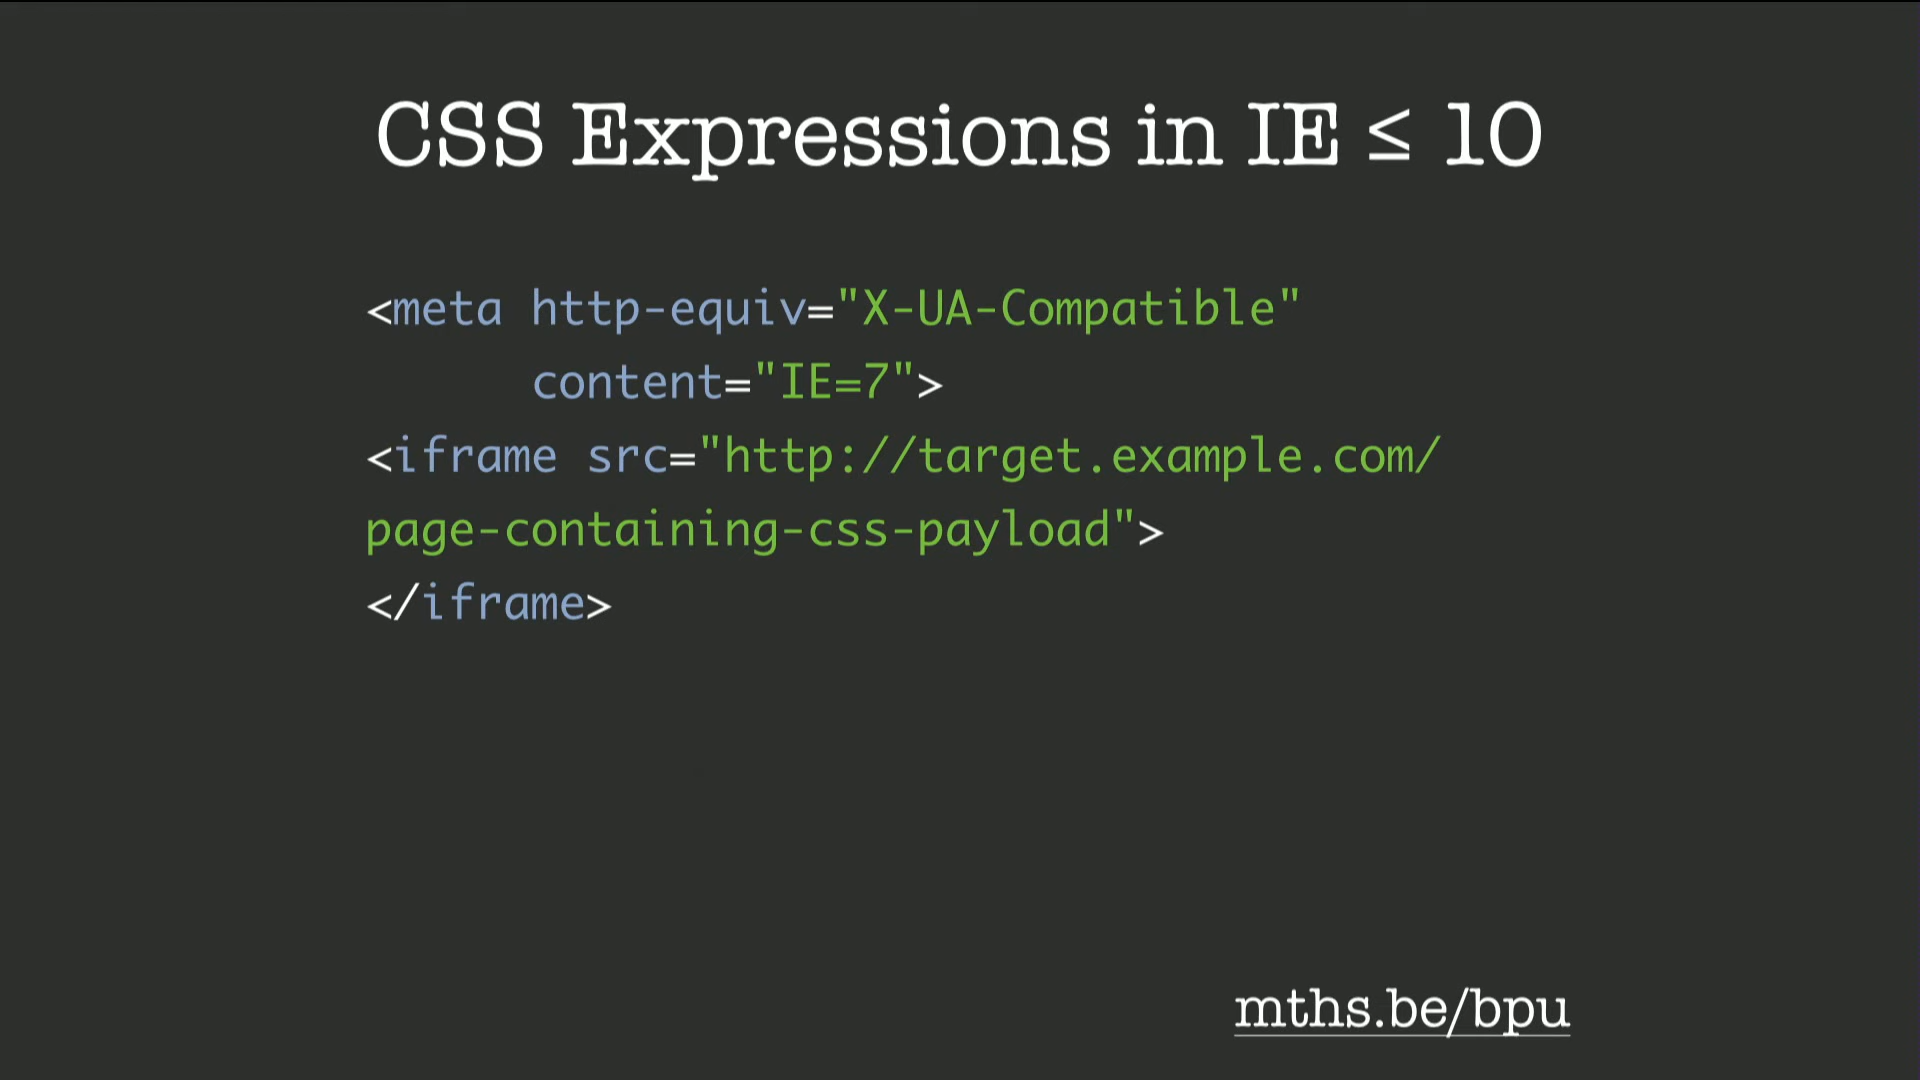 CSS Expressions in IE ≤ 10
<meta http-equiv="X-UA-Compatible"
content="IE=7">
<iframe src="http://target.example.com/
page-containing-css-payload">
</iframe>
mths.be/bpu